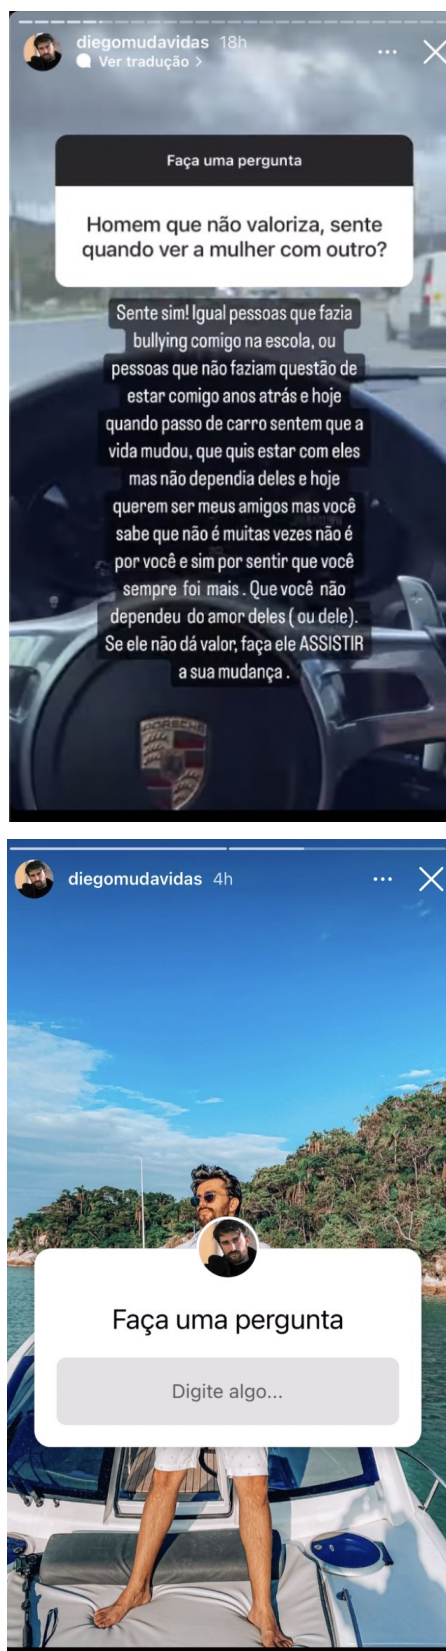 diegomudavidas 18h
Ver tradução >
Faça uma pergunta
Homem que não valoriza, sente
quando ver a mulher com outro?
Sente sim! Igual pessoas que fazia
bullying comigo na escola, ou
pessoas que não faziam questão de
estar comigo anos atrás e hoje
quando passo de carro sentem que a
vida mudou, que quis estar com eles
mas não dependia deles e hoje
querem ser meus amigos mas você
sabe que não é muitas vezes não é
por você e sim por sentir que você
sempre foi mais . Que você não
dependeu do amor deles ( ou dele).
Se ele não dá valor, faça ele ASSISTIR
a sua mudança .
PORSCHE
diegomudavidas 4h
Faça uma pergunta
Digite algo...